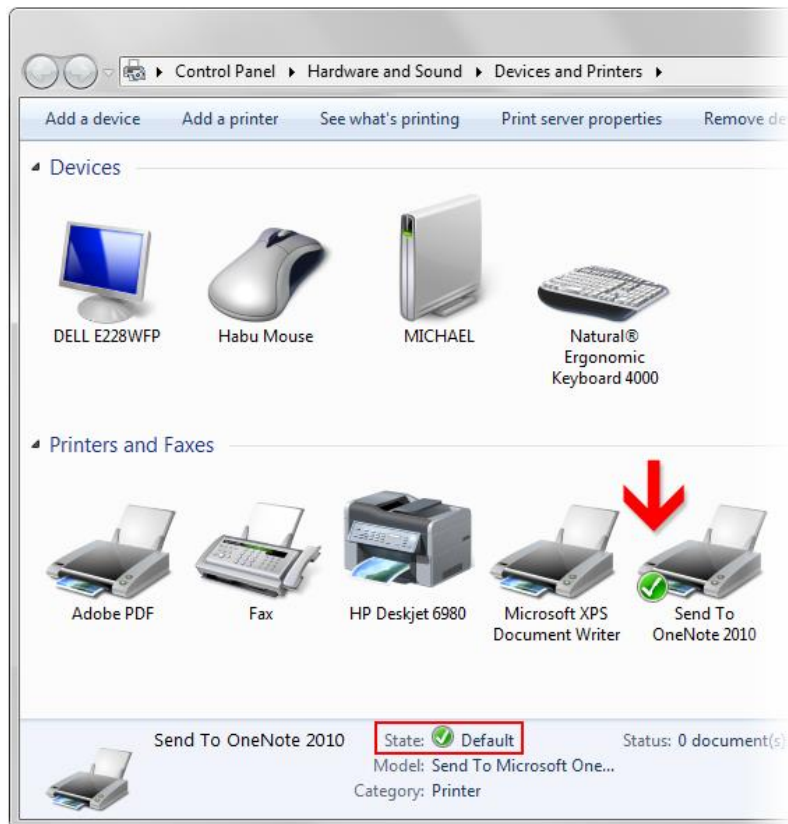 Control Panel Hardware and Sound Devices and Printers
Add a device Add a printer See what's printing Print server properties Remove de
Devices
DELL E228WFP Habu Mouse MICHAEL Natural®
Ergonomic
Keyboard 4000
Printers and Faxes
Adobe PDF Fax HP Deskjet 6980 Microsoft XPS Send To
Document Writer OneNote 2010
Send To OneNote 2010 State: Default Status: 0 document(s)
Model: Send To Microsoft One...
Category: Printer